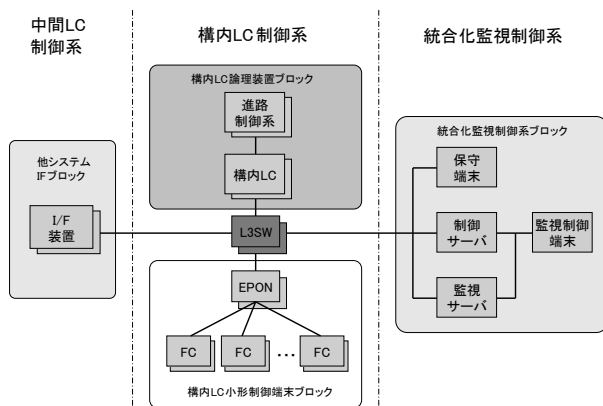 中間LC
制御系
構内LC制御系
統合化監視制御系
構内LC論理装置ブロック
進路
制御系
構内LC
他システム
IFブロック
I/F
装置
L3SW
統合化監視制御系ブロック
保守
端末
制御
サーバ
監視制御
端末
監視
サーバ
EPON
FC
FC
…
FC
構内LC小形制御端末ブロック